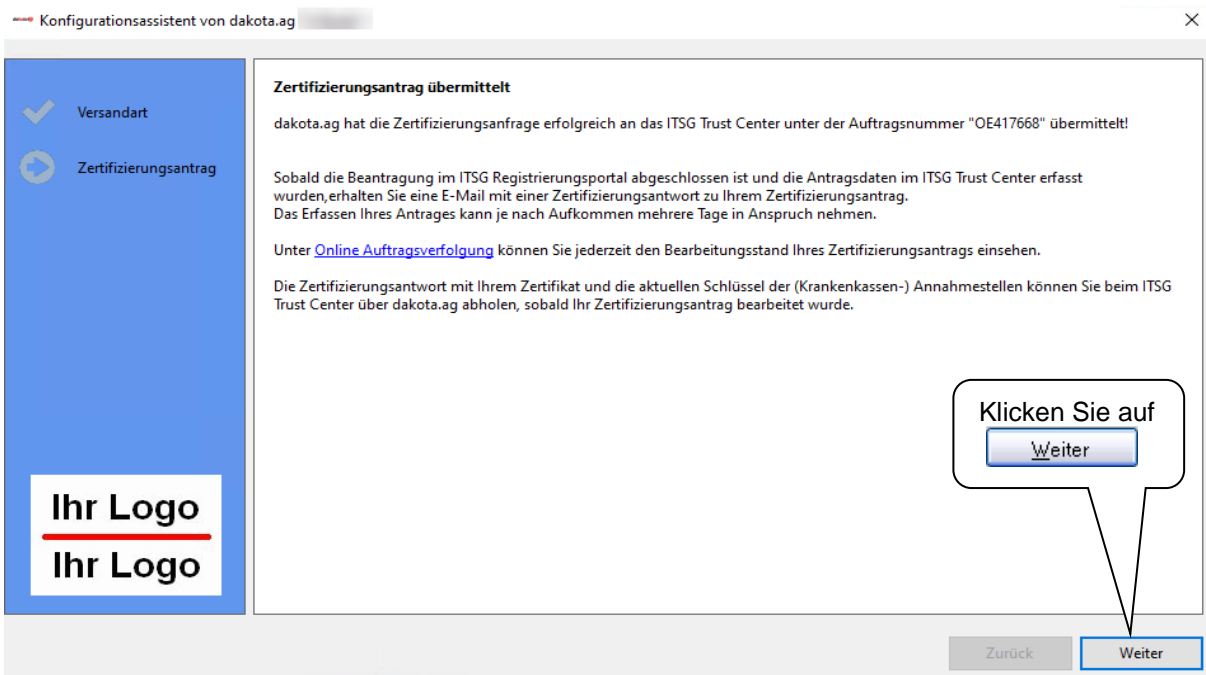 Konfigurationsassistent von dakota.ag
Versandart
Zertifizierungsantrag
Zertifizierungsantrag übermittelt
dakota.ag hat die Zertifizierungsanfrage erfolgreich an das ITSG Trust Center unter der Auftragsnummer "OE417668" übermittelt!
Sobald die Beantragung im ITSG Registrierungsportal abgeschlossen ist und die Antragsdaten im ITSG Trust Center erfasst
wurden,erhalten Sie eine E-Mail mit einer Zertifizierungsantwort zu Ihrem Zertifizierungsantrag.
Das Erfassen Ihres Antrages kann je nach Aufkommen mehrere Tage in Anspruch nehmen.
Unter Online Auftragsverfolgung können Sie jederzeit den Bearbeitungsstand Ihres Zertifizierungsantrags einsehen.
Die Zertifizierungsantwort mit Ihrem Zertifikat und die aktuellen Schlüssel der (Krankenkassen-) Annahmestellen können Sie beim ITSG
Trust Center über dakota.ag abholen, sobald Ihr Zertifizierungsantrag bearbeitet wurde.
Klicken Sie auf
Weiter
Ihr Logo
Ihr Logo
Zurück
Weiter